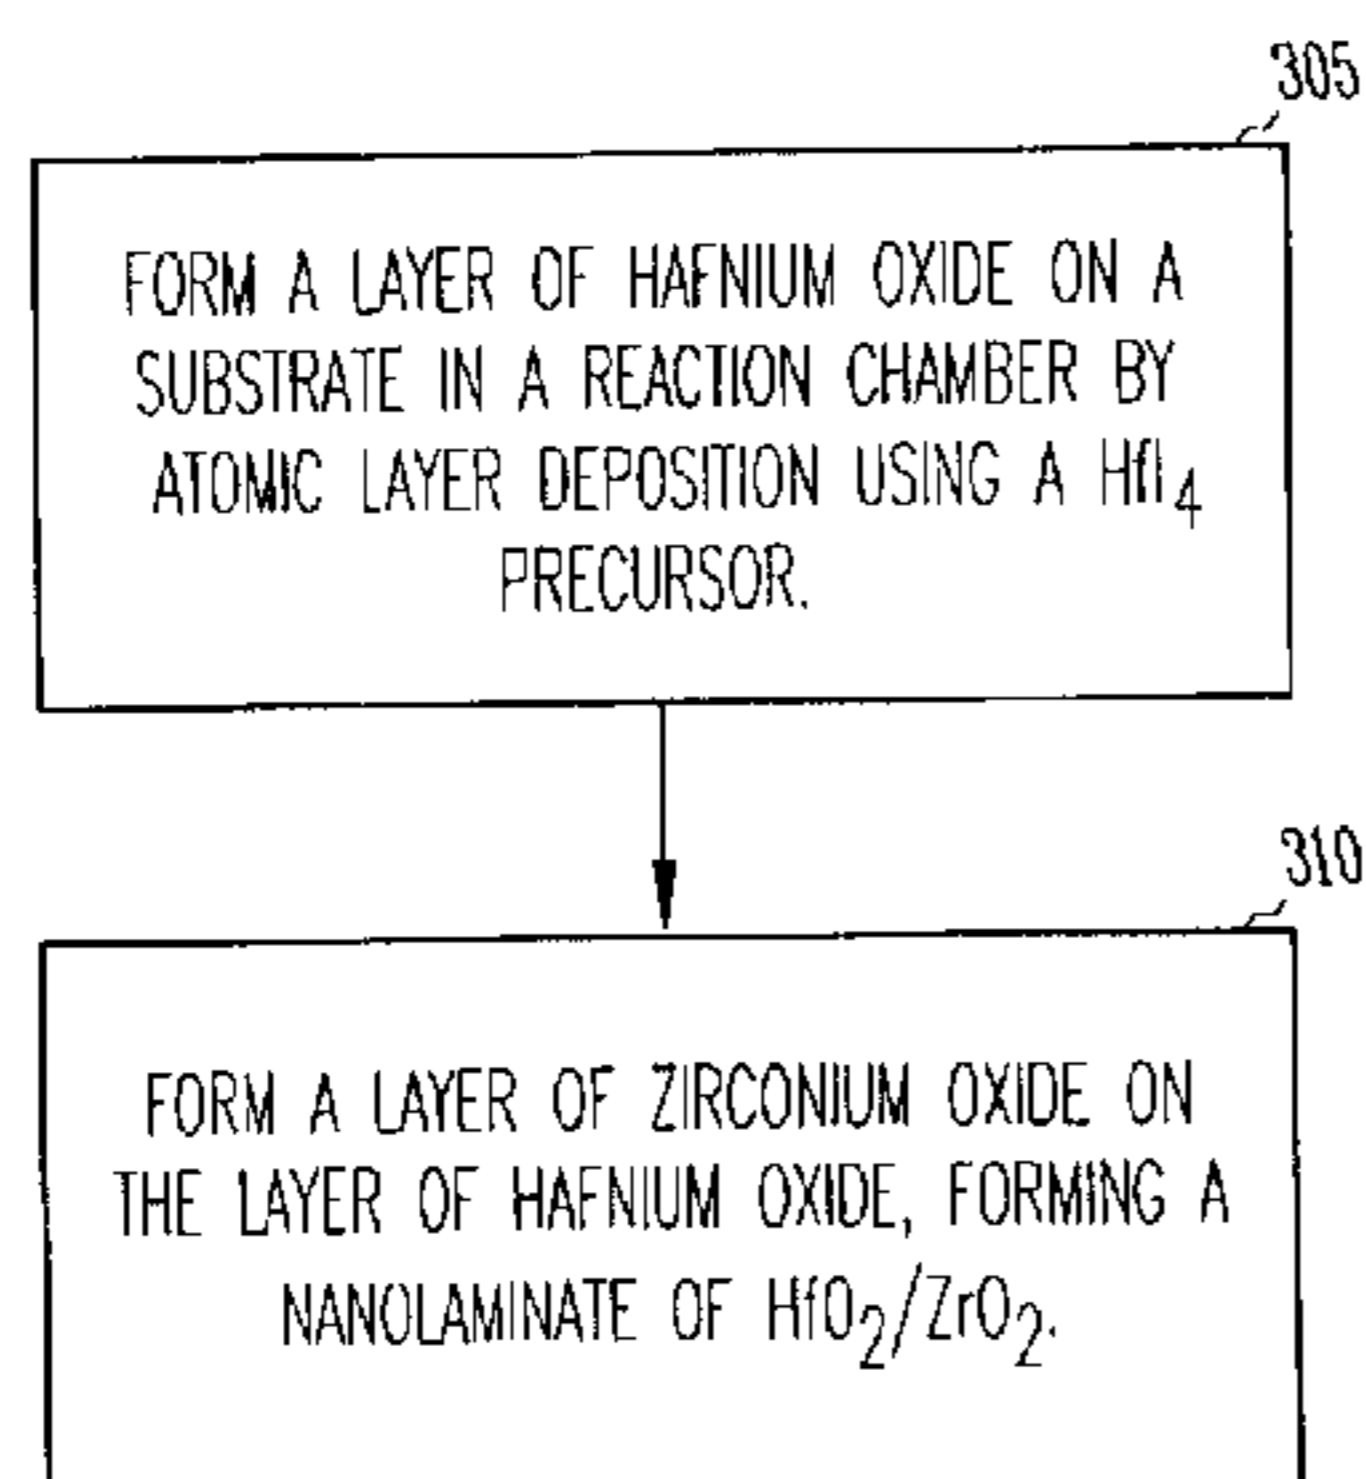 305
FORM A LAYER OF HAFNIUM OXIDE ON A
SUBSTRATE IN A REACTION CHAMBER BY
ATOMIC LAYER DEPOSITION USING A HfI₄
PRECURSOR.
310
FORM A LAYER OF ZIRCONIUM OXIDE ON
THE LAYER OF HAFNIUM OXIDE, FORMING A
NANOLAMINATE OF HfO₂/ZrO₂.